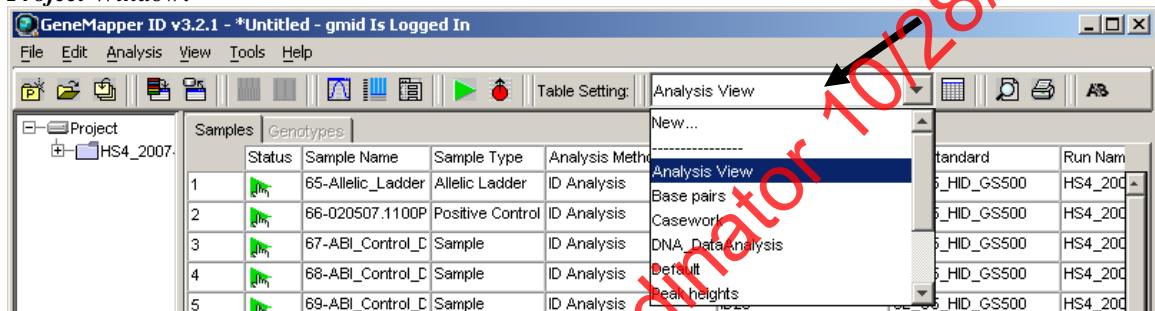 Project Window:
GeneMapper ID v3.2.1 - *Untitled - gmid Is Logged In
File Edit Analysis View Tools Help
Table Setting: Analysis View
Project
HS4_2007-
Samples Genotypes
New...
----------------
Analysis View
Base pairs
Casework
DNA_DataAnalysis
Default
Peak heights
Status Sample Name Sample Type Analysis Metho tandard Run Nam
1 65-Allelic_Ladder Allelic Ladder ID Analysis _HID_GS500 HS4_200
2 66-020507.1100P Positive Control ID Analysis _HID_GS500 HS4_200
3 67-ABI_Control_D Sample ID Analysis _HID_GS500 HS4_200
4 68-ABI_Control_D Sample ID Analysis _HID_GS500 HS4_200
5 69-ABI_Control_D Sample ID Analysis _HID_GS500 HS4_200
dinator 10/28/